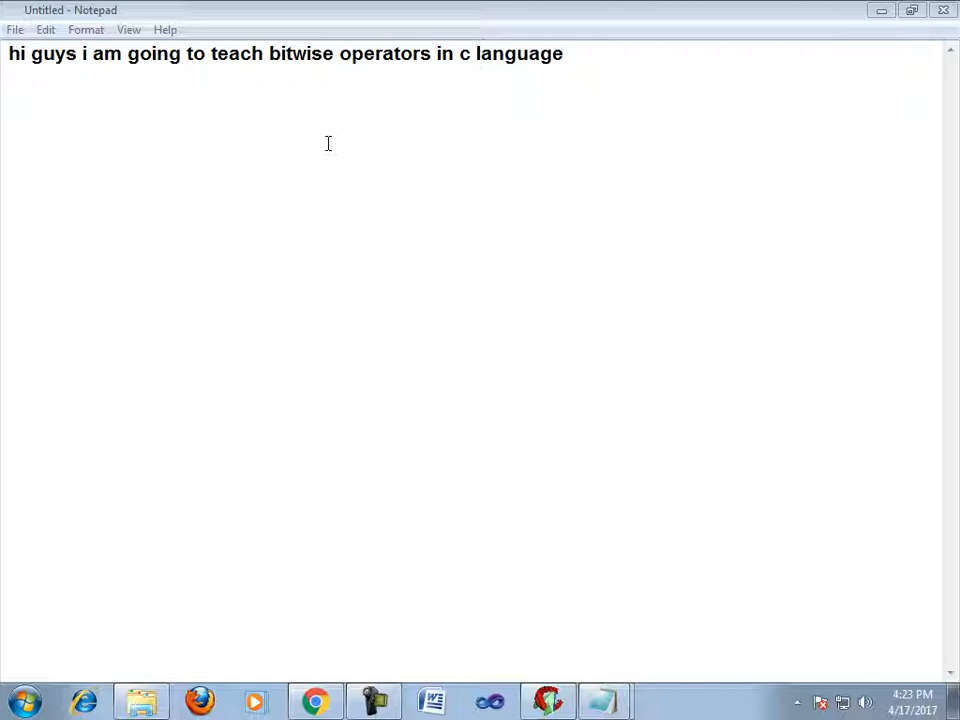 Untitled - Notepad
File Edit Format View Help
hi guys i am going to teach bitwise operators in c language
4:23 PM
4/17/2017